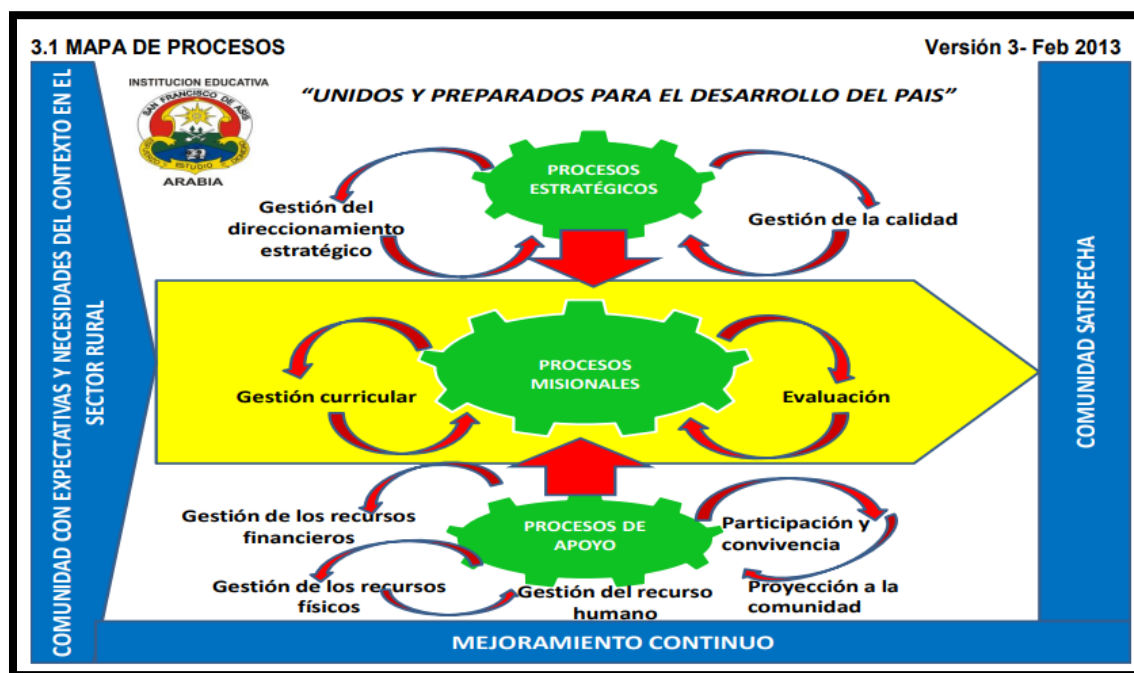 3.1 MAPA DE PROCESOS
Versión 3- Feb 2013
COMUNIDAD CON EXPECTATIVAS Y NECESIDADES DEL CONTEXTO EN EL
SECTOR RURAL
INSTITUCION EDUCATIVA
SAN FRANCISCO DE ASIS
ESTUDIO
ARABIA
“UNIDOS Y PREPARADOS PARA EL DESARROLLO DEL PAIS”
PROCESOS
ESTRATÉGICOS
Gestión del
direccionamiento
estratégico
Gestión de la calidad
PROCESOS
MISIONALES
Gestión curricular
Evaluación
PROCESOS DE
APOYO
Gestión de los recursos
financieros
Gestión de los recursos
físicos
Gestión del recurso
humano
Participación y
convivencia
Proyección a la
comunidad
COMUNIDAD SATISFECHA
MEJORAMIENTO CONTINUO